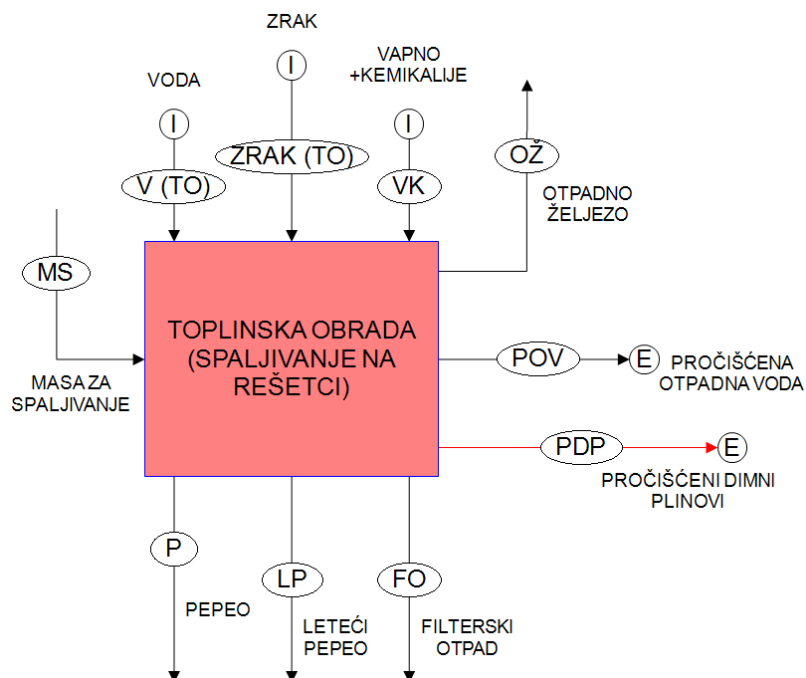 ZRAK
I
VODA
I
VAPNO
+KEMIKALIJE
I
ZRAK (TO)
V (TO)
VK
OŽ
OTPADNO
ŽELJEZO
MS
MASA ZA
SPALJIVANJE
TOPLINSKA OBRADA
(SPALJIVANJE NA
REŠETCI)
POV
E
PROČIŠĆENA
OTPADNA VODA
PDP
E
PROČIŠĆENI DIMNI
PLINOVI
P
PEPEO
LP
LETEĆI
PEPEO
FO
FILTERSKI
OTPAD